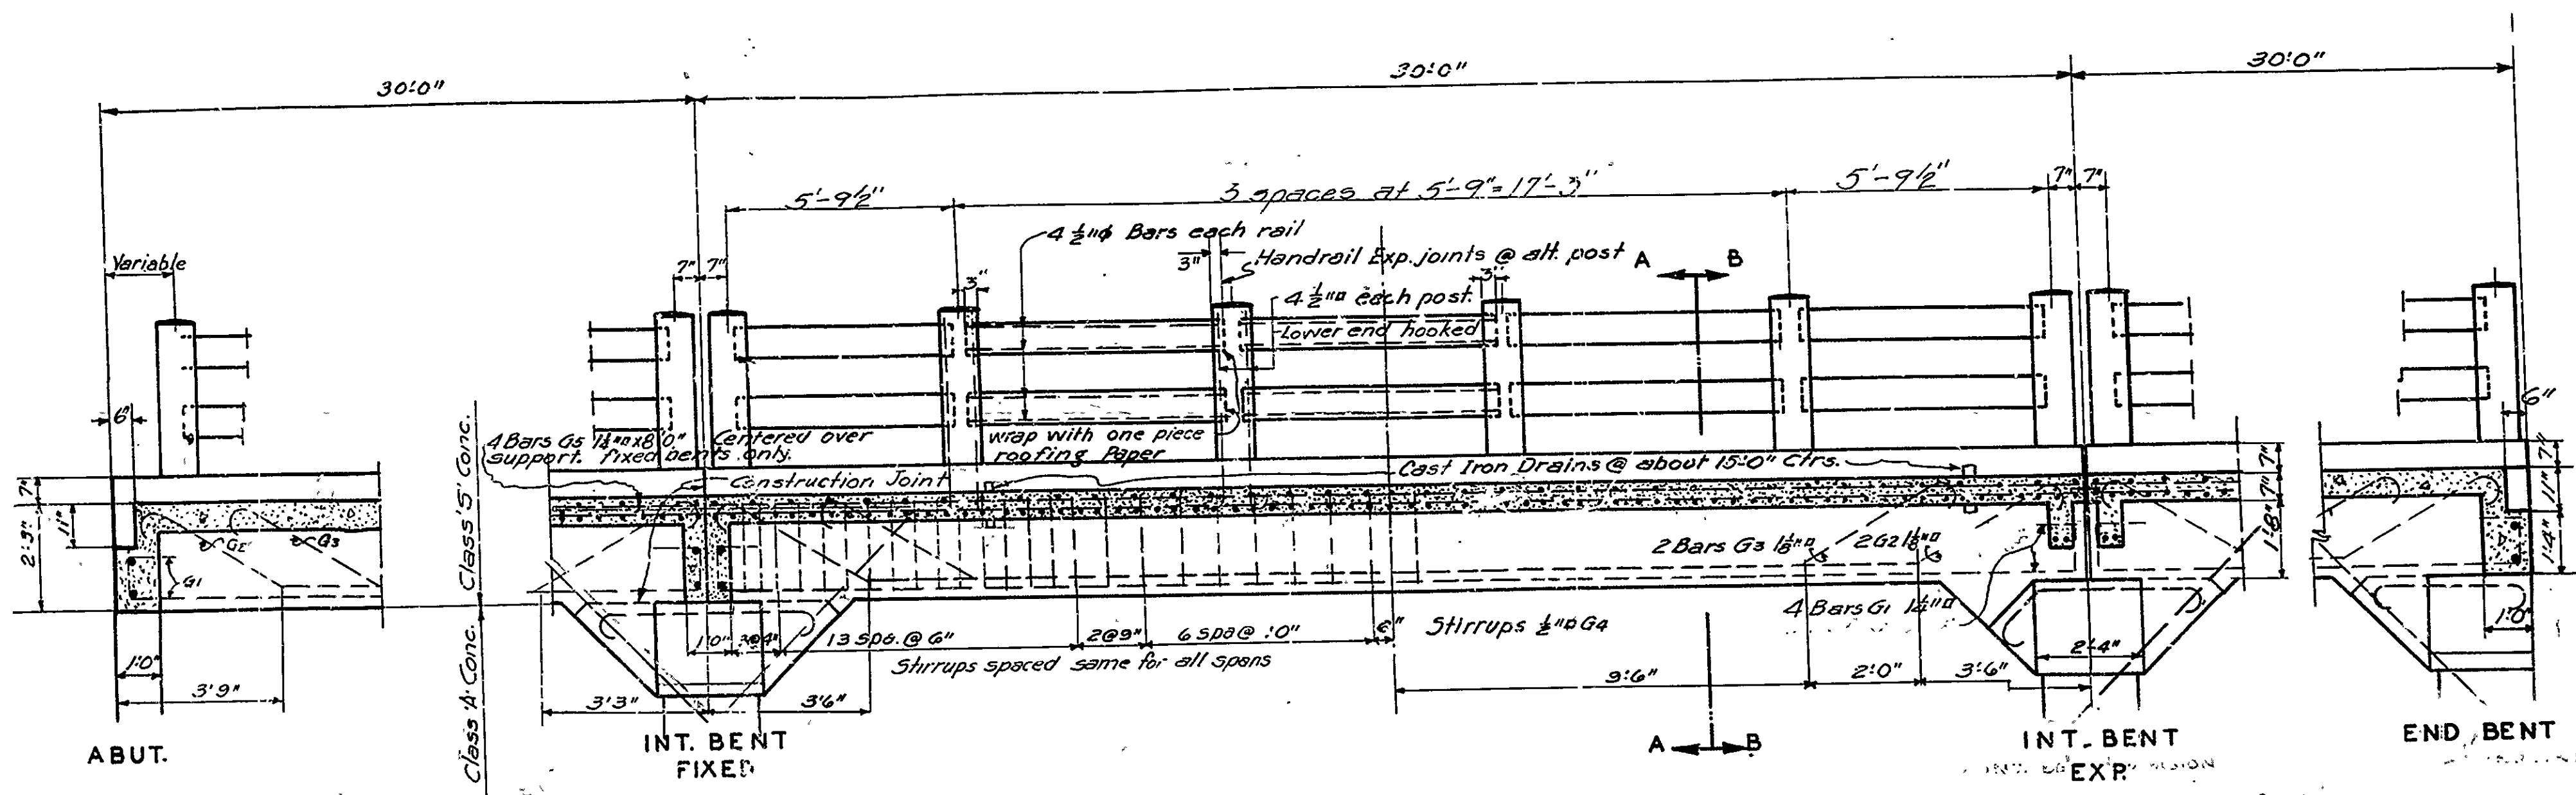 30'-0"
30'-0"
30'-0"
5'-9½"
3 spaces at 5'-9" = 17'-3"
5'-9½"
7" 7"
Variable
7" 7"
4 ½"ϕ Bars each rail
3"
Handrail Exp. joints @ alt. post
A B
3"
3"
4 ½"□ each post.
Lower end hooked
6"
6"
4 Bars G5 1¼"□x8'0" Centered over
support. fixed bents only.
wrap with one piece
roofing Paper
Cast Iron Drains @ about 15'-0" Ctrs.
Construction Joint
7"
2'-9"
11"
G2
G3
G1
Class 'S' Conc.
Class 'A' Conc.
7"
7"
1'-8"
7"
11"
1'-4"
2 Bars G3 1⅛"□
2 G2 1⅛"□
4 Bars G1 1¼"□
1'0" 3@4" 13 spa. @ 6" 2@9" 6 spa @ 1'0" 6"
Stirrups ½"□ G4
Stirrups spaced same for all spans
2'-4"
1'-0"
1'-0"
3'9"
3'3"
3'6"
9'-6"
2'-0"
3'-6"
A B
ABUT.
INT. BENT
FIXED
INT. BENT
EXP.
END BENT